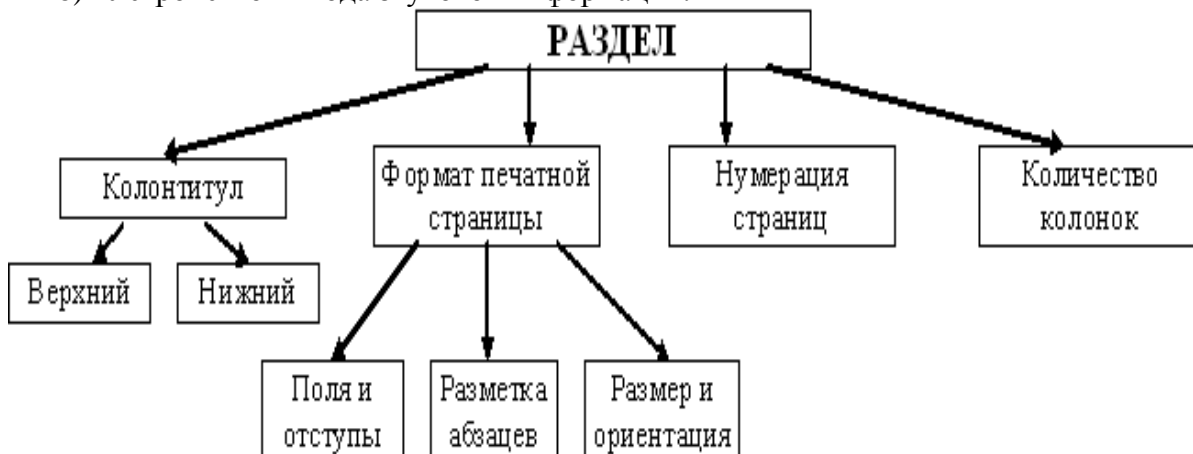 РАЗДЕЛ
Колонтитул
Формат печатной
страницы
Нумерация
страниц
Количество
колонок
Верхний
Нижний
Поля и
отступы
Разметка
абзацев
Размер и
ориентация